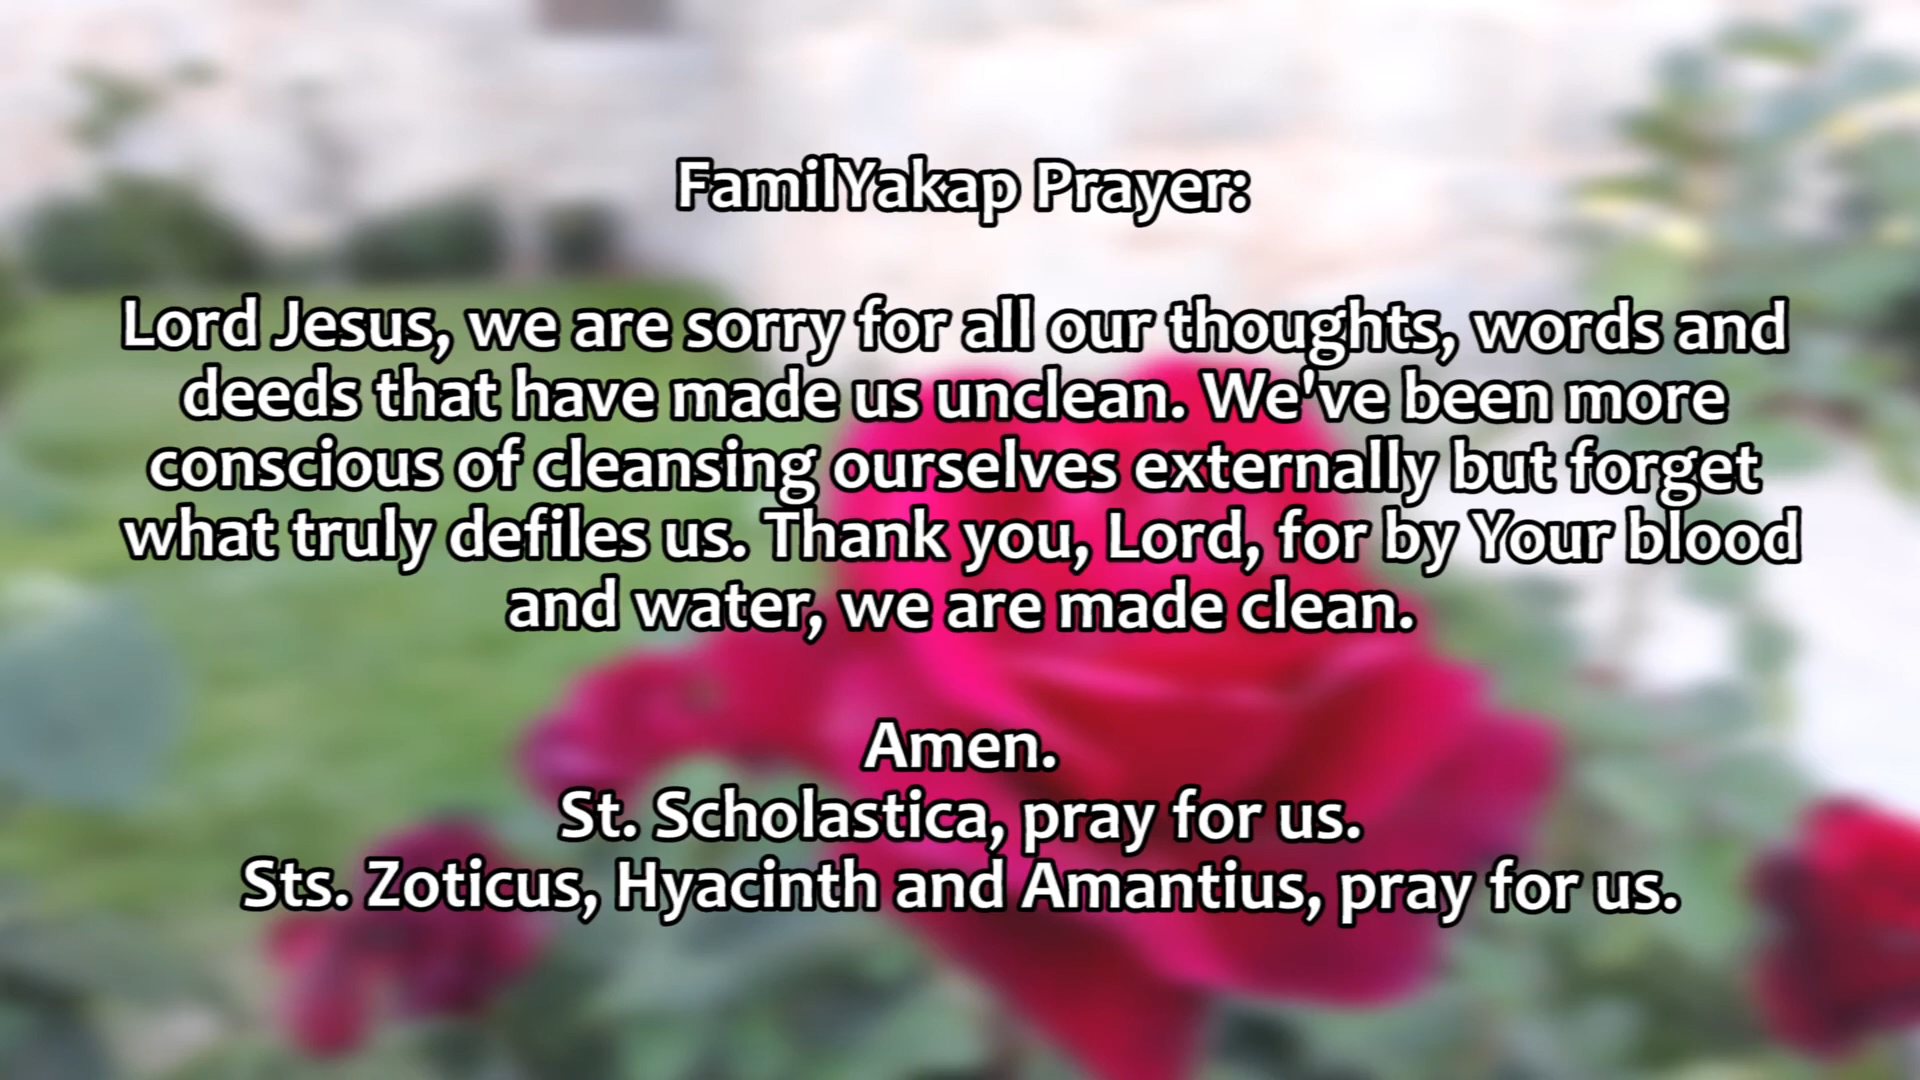 FamilYakap Prayer:
Lord Jesus, we are sorry for all our thoughts, words and
deeds that have made us unclean. We've been more
conscious of cleansing ourselves externally but forget
what truly defiles us. Thank you, Lord, for by Your blood
and water, we are made clean.
Amen.
St. Scholastica, pray for us.
Sts. Zoticus, Hyacinth and Amantius, pray for us.